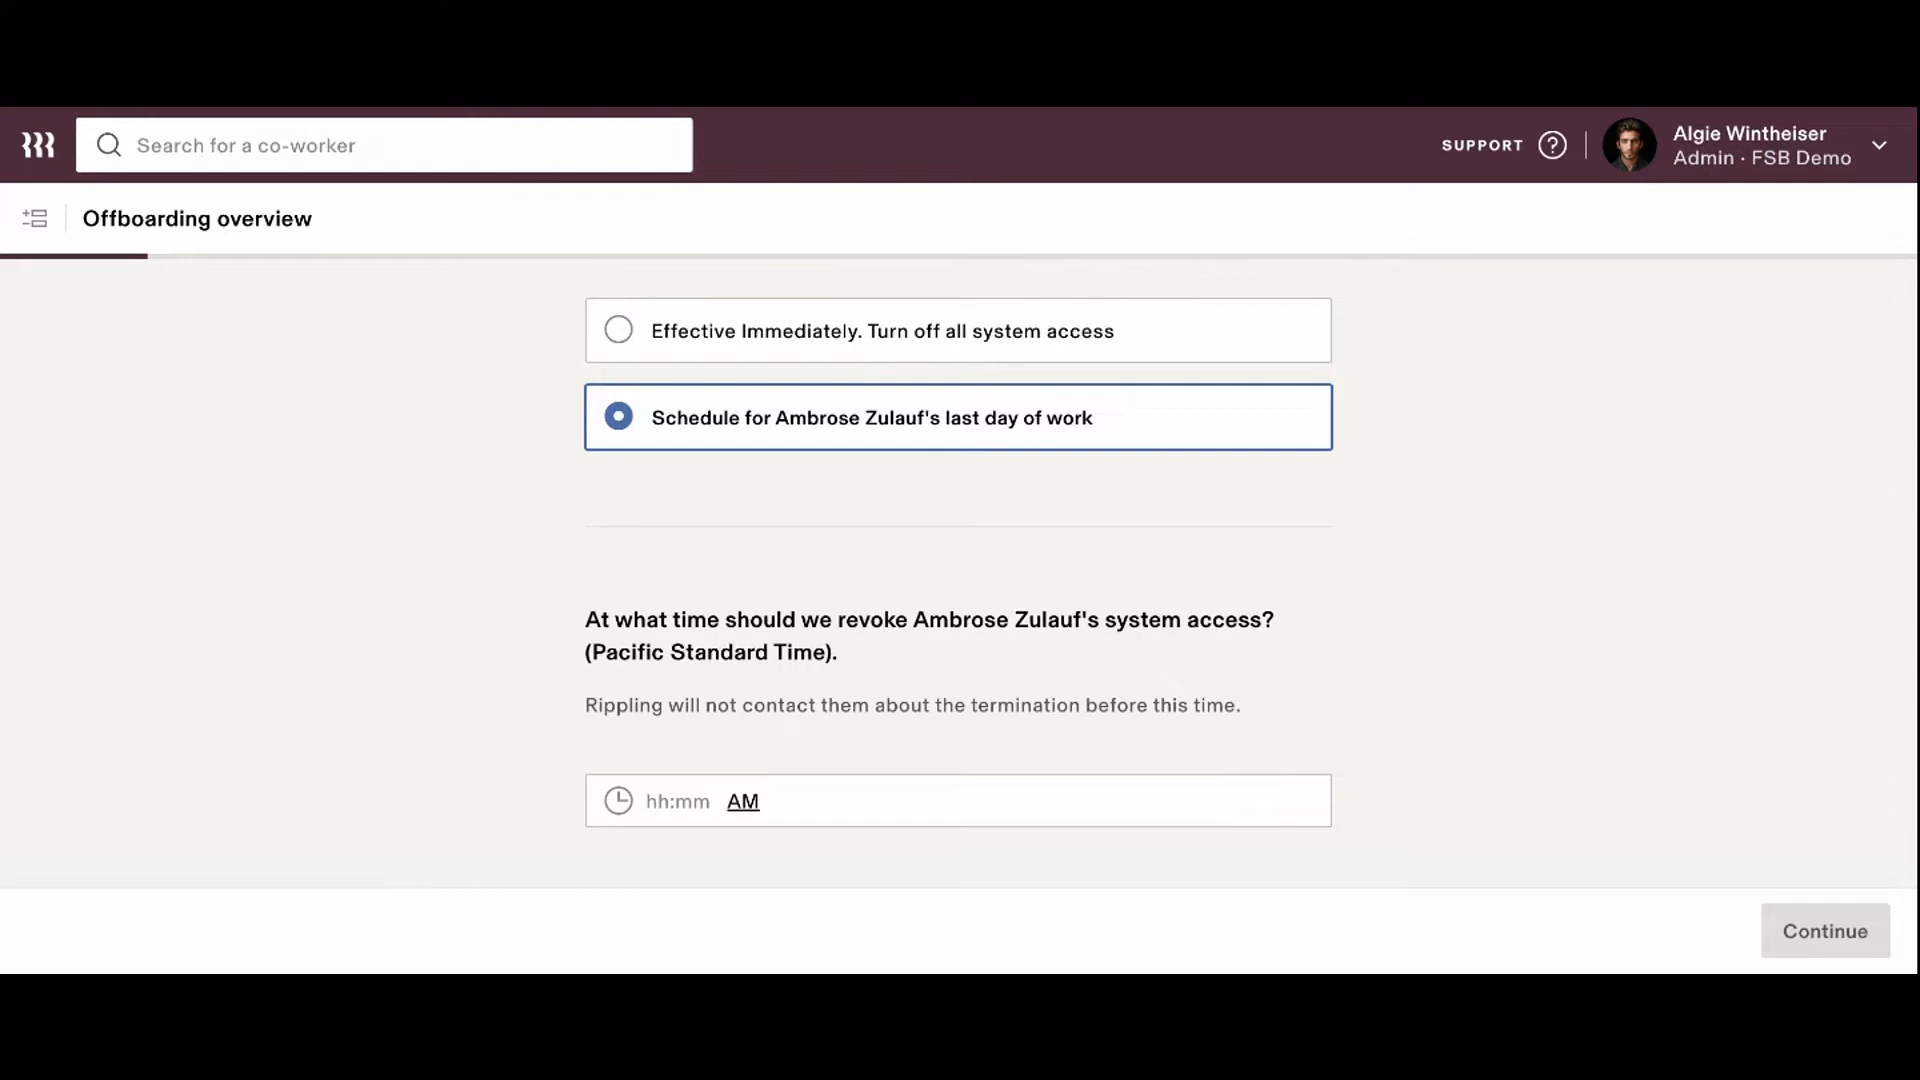 Search for a co-worker
SUPPORT
Algie Wintheiser
Admin · FSB Demo
Offboarding overview
Effective Immediately. Turn off all system access
Schedule for Ambrose Zulauf's last day of work
At what time should we revoke Ambrose Zulauf's system access?
(Pacific Standard Time).
Rippling will not contact them about the termination before this time.
hh:mm AM
Continue